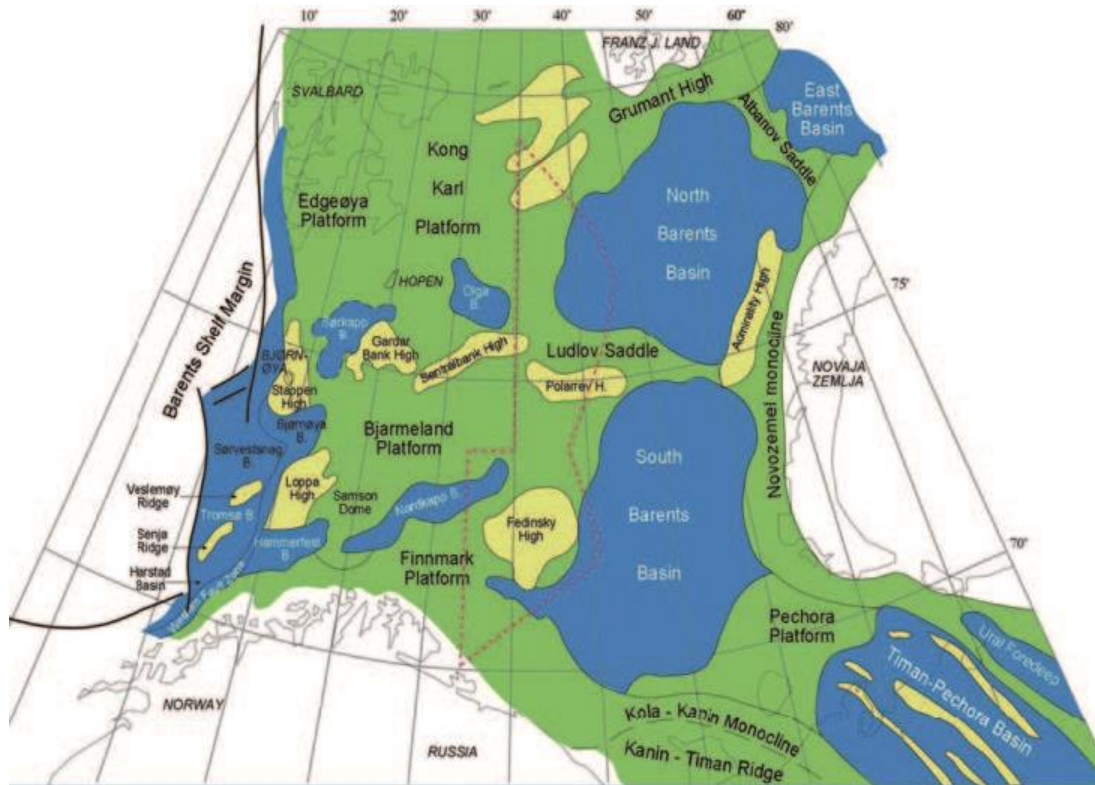 10°
20°
30°
40°
50°
60°
80°
FRANZ J. LAND
SVALBARD
Grumant High
Albanov Saddle
East
Barents
Basin
Kong
Karl
Platform
Edgeøya
Platform
North
Barents
Basin
HOPEN
Olga
B.
Barents Shelf Margin
Sørkapp
B.
Gardar
Bank High
Sentralbank High
Ludlov Saddle
Polarrev H.
Admirality High
75°
BJØRN-
ØYA
Stappen
High
Bjørnøya
B.
Bjarmeland
Platform
Novozemel monocline
NOVAJA
ZEMLJA
Sørvestsnag
B.
Veslemøy
Ridge
Loppa
High
Samson
Dome
Nordkapp B.
South
Barents
Basin
Tromsø B.
Senja
Ridge
Hammerfest
B.
Fedinsky
High
70°
Harstad
Basin
Finnmark
Platform
Pechora
Platform
Ural Foredeep
Timan-Pechora Basin
NORWAY
RUSSIA
Kola - Kanin Monocline
Kanin - Timan Ridge